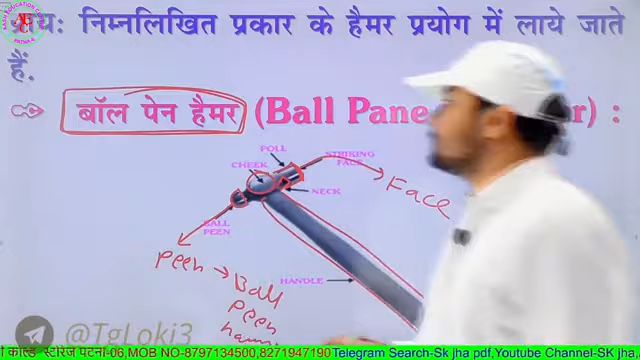 प्रायः निम्नलिखित प्रकार के हैमर प्रयोग में लाये जाते
हैं.
बॉल पेन हैमर (Ball Pane r) :
POLL
STRIKING
FACE
CHEEK
NECK
Face
BALL
PEEN
Peen → Ball
peen
HANDLE
@TgLoki3
स्टोरेज पटना-06.MOB NO-8797134500,8271947190 Telegram Search-Sk jha pdf,Youtube Channel-SK jha